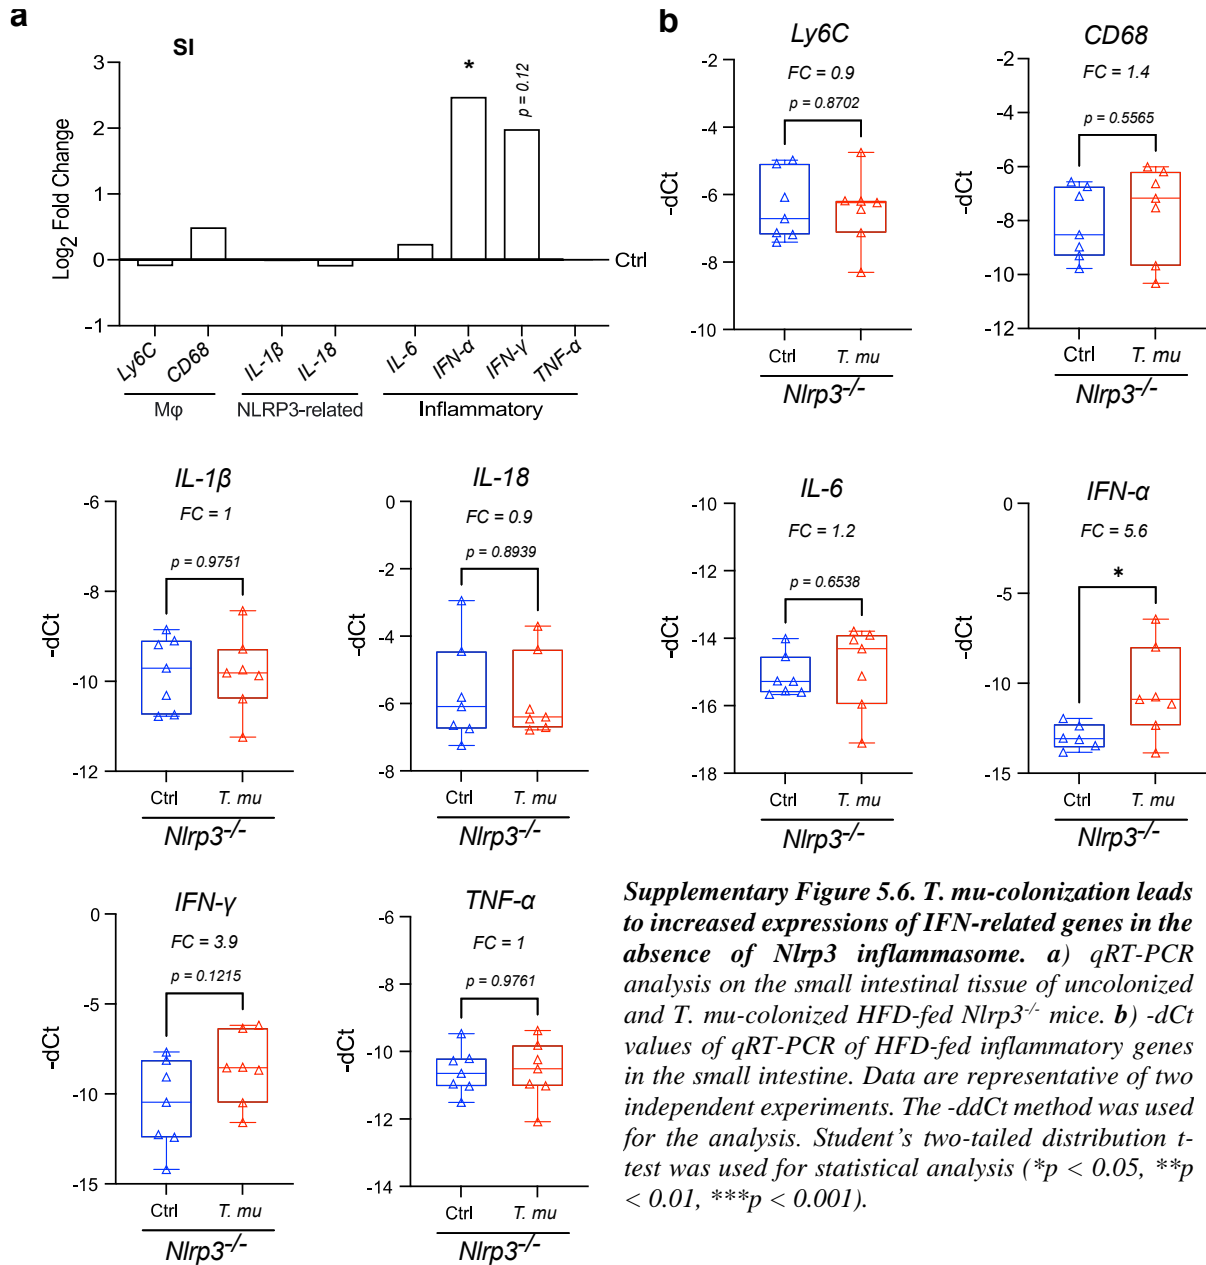 a
SI
Log2 Fold Change
3
2
1
0
-1
*
p = 0.12
Ctrl
Ly6C
CD68
IL-1β
IL-18
IL-6
IFN-α
IFN-γ
TNF-α
Mφ
NLRP3-related
Inflammatory
b
Ly6C
FC = 0.9
p = 0.8702
-dCt
-2
-4
-6
-8
-10
Ctrl
T. mu
Nlrp3-/-
CD68
FC = 1.4
p = 0.5565
-dCt
-2
-4
-6
-8
-10
-12
Ctrl
T. mu
Nlrp3-/-
IL-1β
FC = 1
p = 0.9751
-dCt
-6
-8
-10
-12
Ctrl
T. mu
Nlrp3-/-
IL-18
FC = 0.9
p = 0.8939
-dCt
0
-2
-4
-6
-8
Ctrl
T. mu
Nlrp3-/-
IL-6
FC = 1.2
p = 0.6538
-dCt
-10
-12
-14
-16
-18
Ctrl
T. mu
Nlrp3-/-
IFN-α
FC = 5.6
*
-dCt
0
-5
-10
-15
Ctrl
T. mu
Nlrp3-/-
IFN-γ
FC = 3.9
p = 0.1215
-dCt
0
-5
-10
-15
Ctrl
T. mu
Nlrp3-/-
TNF-α
FC = 1
p = 0.9761
-dCt
-6
-8
-10
-12
-14
Ctrl
T. mu
Nlrp3-/-
Supplementary Figure 5.6. T. mu-colonization leads
to increased expressions of IFN-related genes in the
absence of Nlrp3 inflammasome. a) qRT-PCR
analysis on the small intestinal tissue of uncolonized
and T. mu-colonized HFD-fed Nlrp3-/- mice. b) -dCt
values of qRT-PCR of HFD-fed inflammatory genes
in the small intestine. Data are representative of two
independent experiments. The -ddCt method was used
for the analysis. Student's two-tailed distribution t-
test was used for statistical analysis (*p < 0.05, **p
< 0.01, ***p < 0.001).